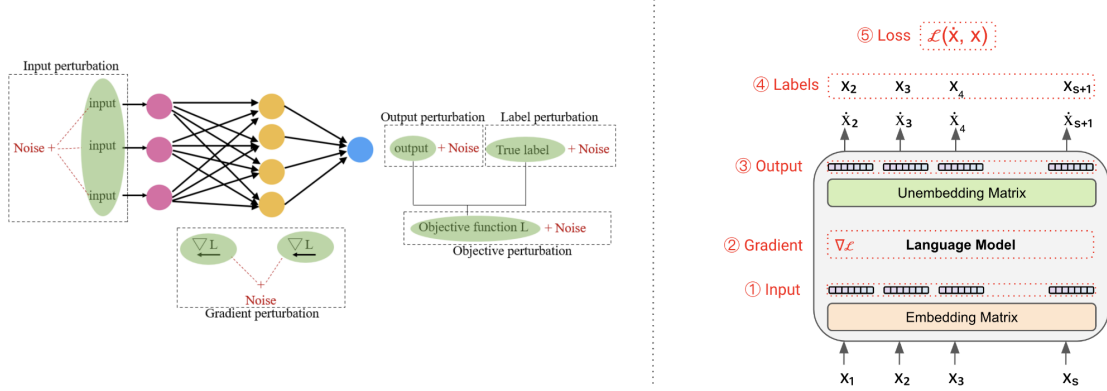 Input perturbation
input
Noise +
input
input
Output perturbation
Label perturbation
output + Noise
True label + Noise
Objective function L + Noise
Objective perturbation
▽L
▽L
+
Noise
Gradient perturbation
⑤ Loss ℒ(ẋ, x)
④ Labels x₂ x₃ x₄ xₛ₊₁
ẋ₂ ẋ₃ ẋ₄ ẋₛ₊₁
③ Output
Unembedding Matrix
② Gradient ∇ℒ Language Model
① Input
Embedding Matrix
x₁ x₂ x₃ xₛ